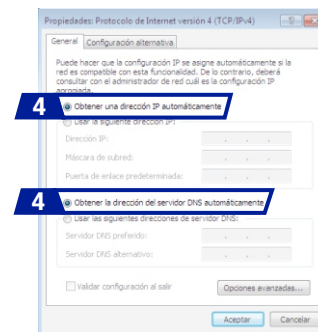 Propiedades: Protocolo de Internet versión 4 (TCP/IPv4)
General
Configuración alternativa
Puede hacer que la configuración IP se asigne automáticamente si la
red es compatible con esta funcionalidad. De lo contrario, deberá
consultar con el administrador de red cuál es la configuración IP
apropiada.
4
Obtener una dirección IP automáticamente
Usar la siguiente dirección IP:
Dirección IP:
Máscara de subred:
Puerta de enlace predeterminada:
4
Obtener la dirección del servidor DNS automáticamente
Usar las siguientes direcciones de servidor DNS:
Servidor DNS preferido:
Servidor DNS alternativo:
Validar configuración al salir
Opciones avanzadas...
Aceptar
Cancelar